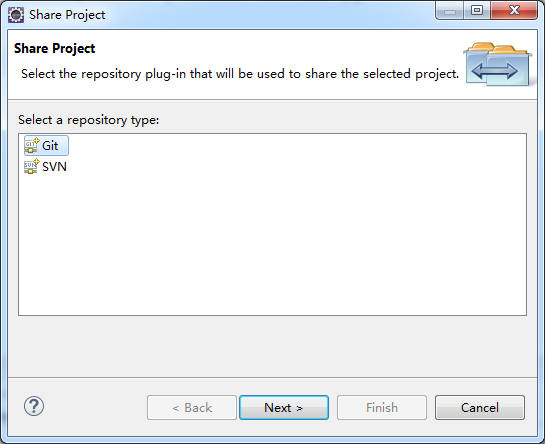 Share Project
Share Project
Select the repository plug-in that will be used to share the selected project.
Select a repository type:
Git
SVN
< Back
Next >
Finish
Cancel